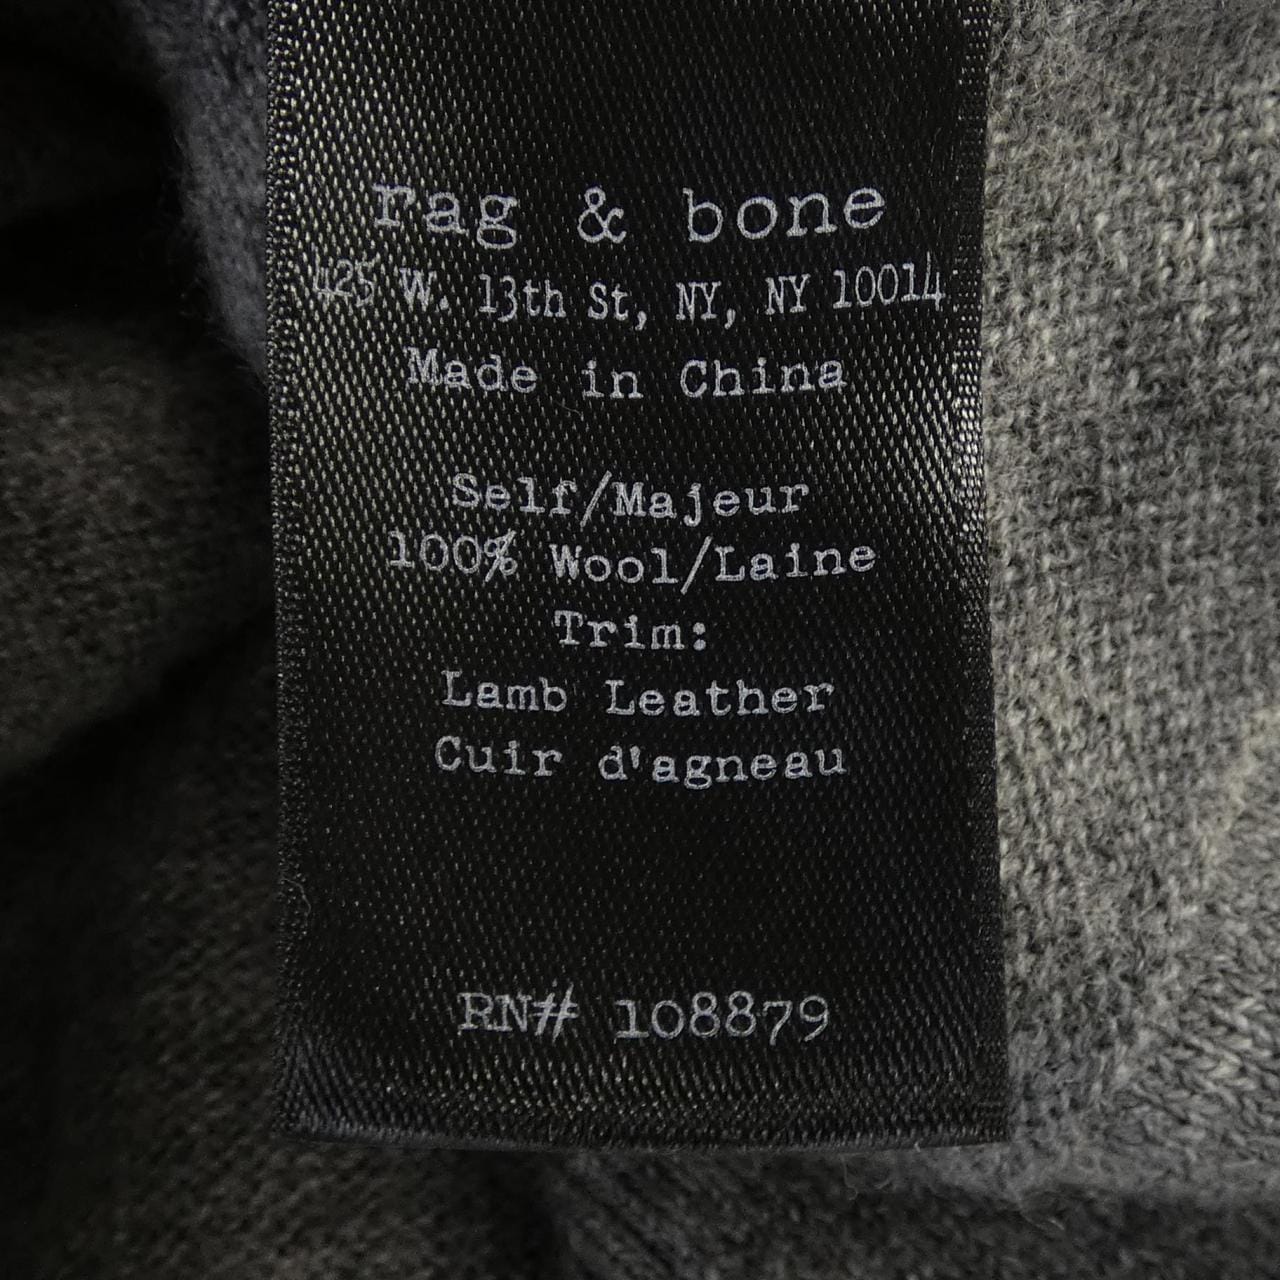 rag & bone
425 W. 13th St, NY, NY 10014
Made in China
Self/Majeur
100% Wool/Laine
Trim:
Lamb Leather
Cuir d'agneau
RN# 108879